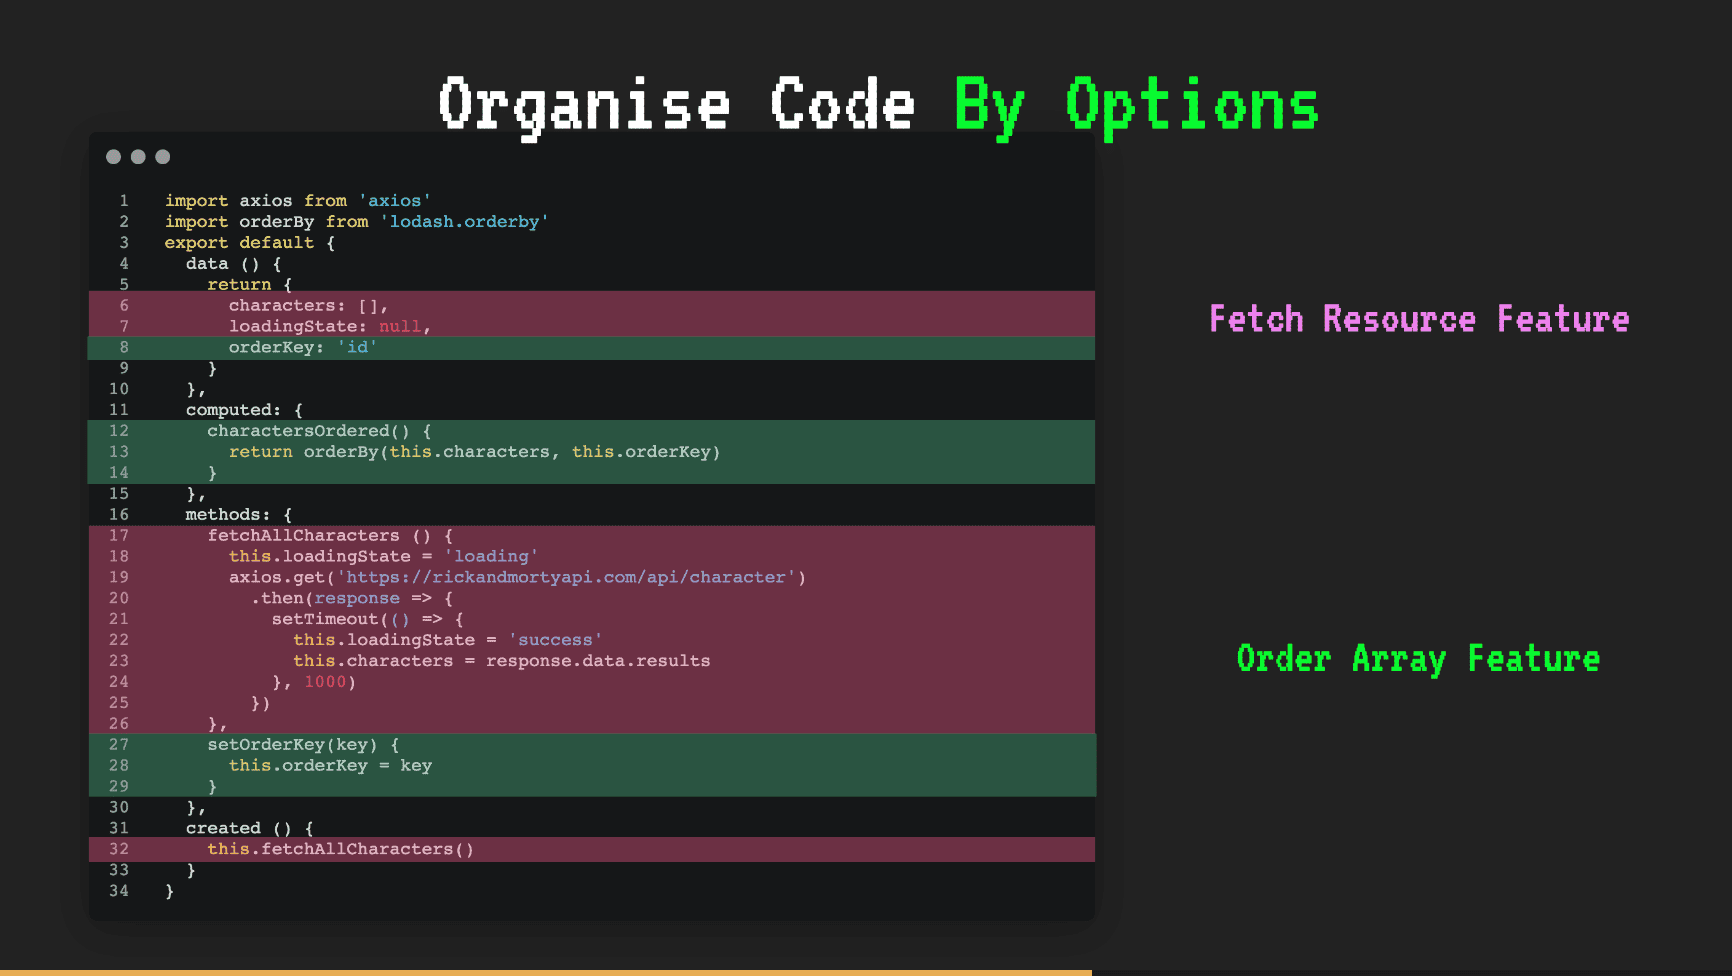 Organise Code By Options
1 import axios from 'axios'
2 import orderBy from 'lodash.orderby'
3 export default {
4 data () {
5 return {
6 characters: [],
7 loadingState: null,
8 orderKey: 'id'
9 }
10 },
11 computed: {
12 charactersOrdered() {
13 return orderBy(this.characters, this.orderKey)
14 }
15 },
16 methods: {
17 fetchAllCharacters () {
18 this.loadingState = 'loading'
19 axios.get('https://rickandmortyapi.com/api/character')
20 .then(response => {
21 setTimeout(() => {
22 this.loadingState = 'success'
23 this.characters = response.data.results
24 }, 1000)
25 })
26 },
27 setOrderKey(key) {
28 this.orderKey = key
29 }
30 },
31 created () {
32 this.fetchAllCharacters()
33 }
34 }
Fetch Resource Feature
Order Array Feature